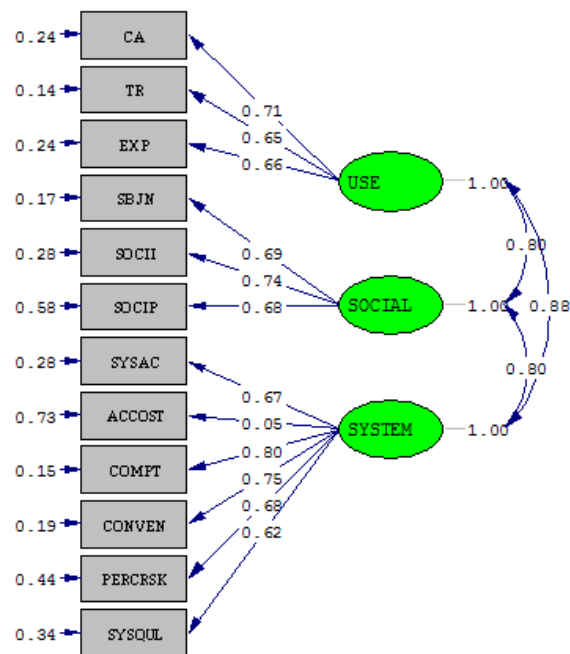 0.24 CA
0.14 TR
0.71
0.65
0.24 EXP
0.66
0.17 SBJN
USE 1.00
0.28 SOCII
0.69
0.80
0.74
0.58 SOCIP
0.68
SOCIAL 1.00
0.88
0.28 SYSAC
0.67
0.80
0.73 ACCOST
0.05
SYSTEM 1.00
0.15 COMPT
0.80
0.75
0.19 CONVEN
0.68
0.62
0.44 PERCRSK
0.34 SYSQUL